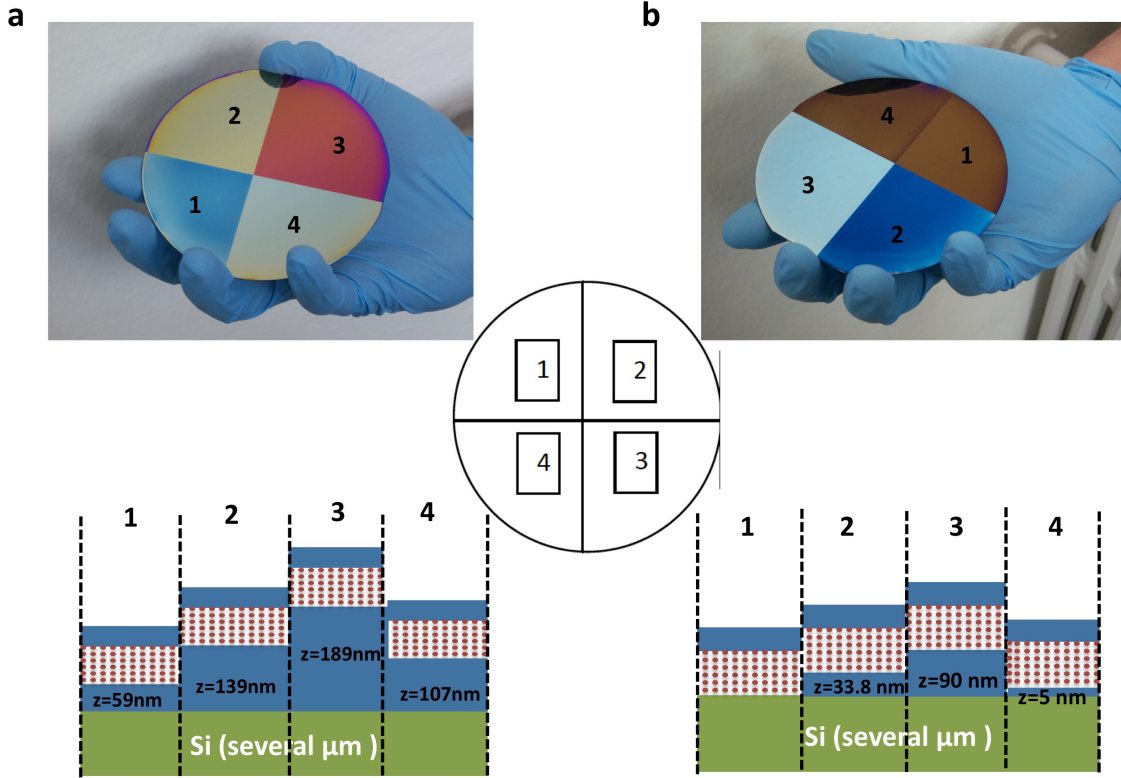 a
b
2
3
1
4
4
1
3
2
1
2
4
3
1
2
3
4
z=59nm
z=139nm
z=189nm
z=107nm
Si (several µm )
1
2
3
4
z=33.8 nm
z=90 nm
z=5 nm
Si (several µm )